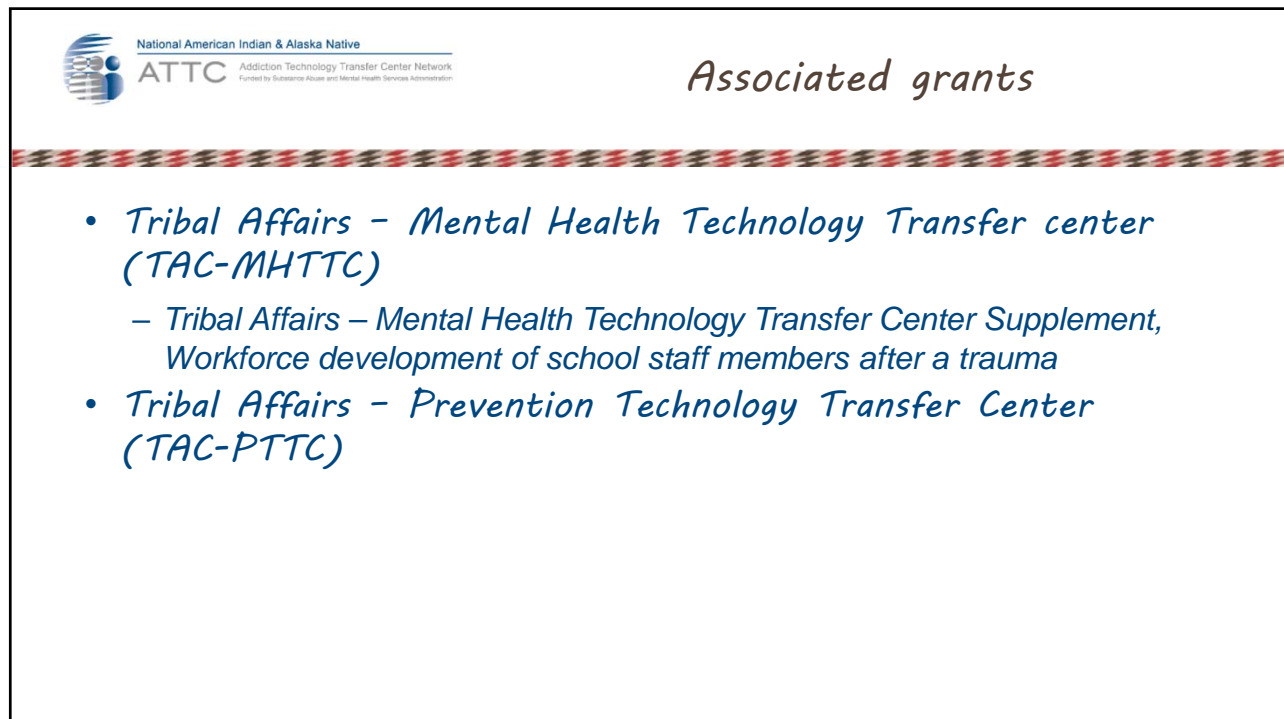 National American Indian & Alaska Native
ATTC Addiction Technology Transfer Center Network
Funded by Substance Abuse and Mental Health Services Administration
Associated grants
• Tribal Affairs – Mental Health Technology Transfer center
(TAC-MHTTC)
– Tribal Affairs – Mental Health Technology Transfer Center Supplement,
Workforce development of school staff members after a trauma
• Tribal Affairs – Prevention Technology Transfer Center
(TAC-PTTC)